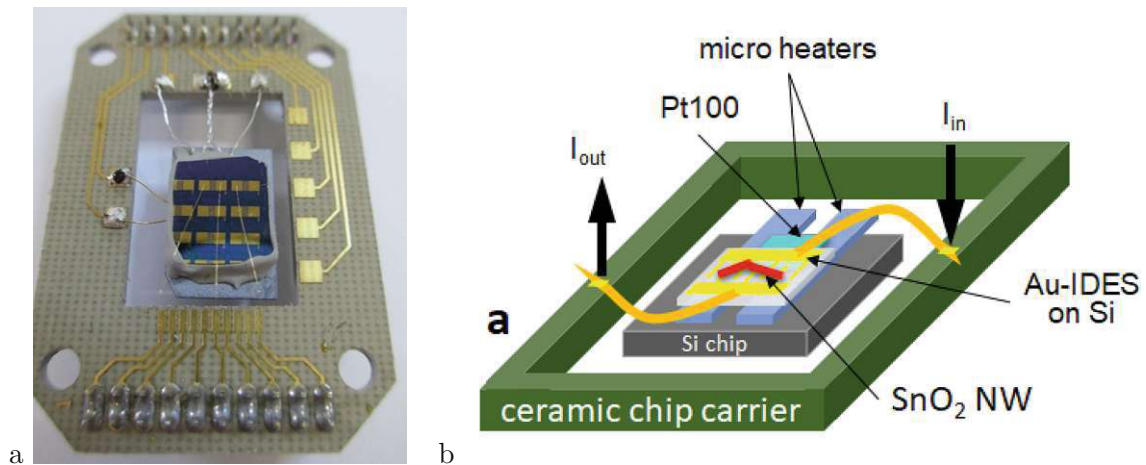 micro heaters
Pt100
I_in
I_out
Au-IDES
on Si
a
Si chip
SnO₂ NW
ceramic chip carrier
a
b